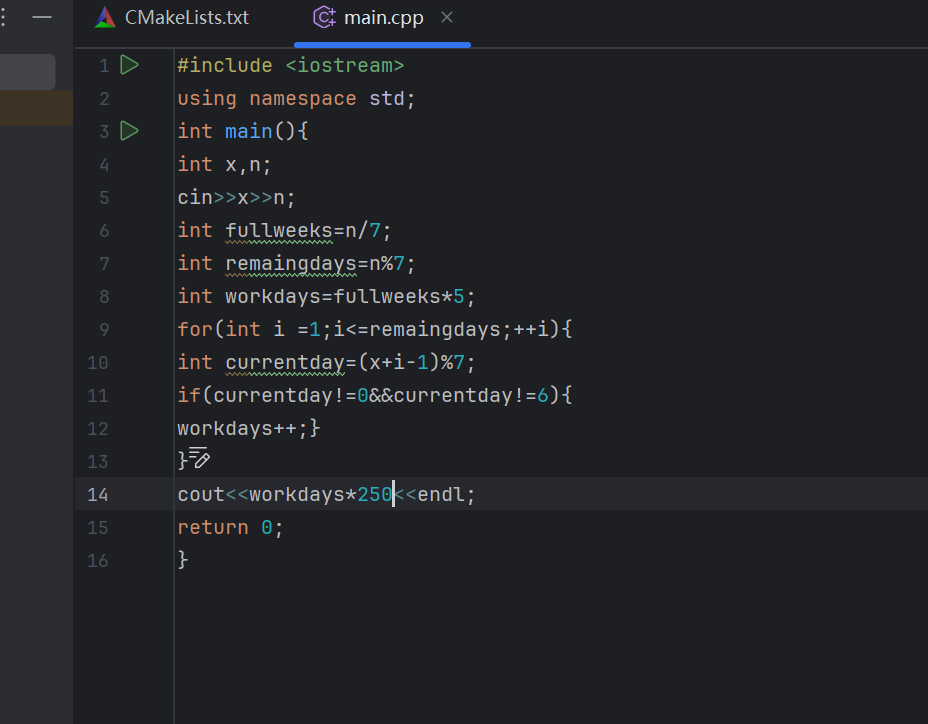 CMakeLists.txt main.cpp
1 #include <iostream>
2 using namespace std;
3 int main(){
4 int x,n;
5 cin>>x>>n;
6 int fullweeks=n/7;
7 int remaingdays=n%7;
8 int workdays=fullweeks*5;
9 for(int i =1;i<=remaingdays;++i){
10 int currentday=(x+i-1)%7;
11 if(currentday!=0&&currentday!=6){
12 workdays++;}
13 }
14 cout<<workdays*250<<endl;
15 return 0;
16 }